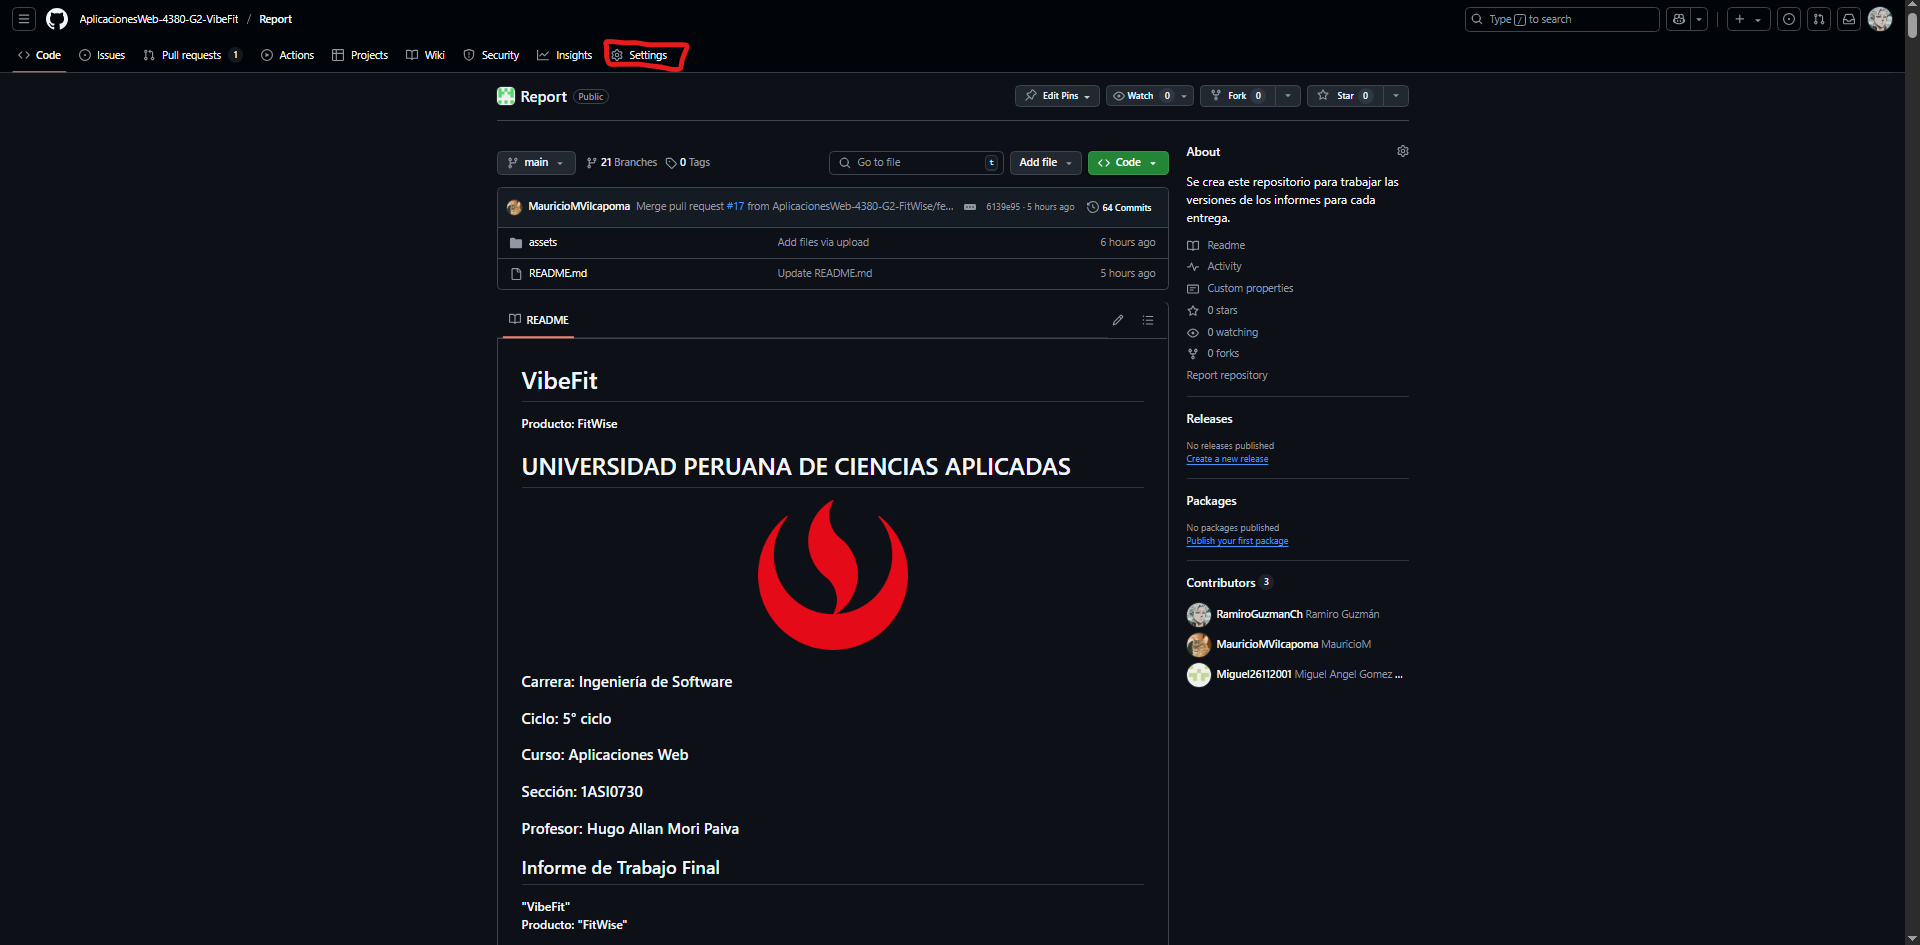 AplicacionesWeb-4380-G2-VibeFit / Report
Type / to search
Code
Issues
Pull requests 1
Actions
Projects
Wiki
Security
Insights
Settings
Report Public
Edit Pins
Watch 0
Fork 0
Star 0
main
21 Branches
0 Tags
Go to file t
Add file
Code
MauricioMVilcapoma Merge pull request #17 from AplicacionesWeb-4380-G2-FitWise/fe...
6139e95 · 5 hours ago
64 Commits
assets Add files via upload 6 hours ago
README.md Update README.md 5 hours ago
README
VibeFit
Producto: FitWise
UNIVERSIDAD PERUANA DE CIENCIAS APLICADAS
Carrera: Ingeniería de Software
Ciclo: 5° ciclo
Curso: Aplicaciones Web
Sección: 1ASI0730
Profesor: Hugo Allan Mori Paiva
Informe de Trabajo Final
"VibeFit"
Producto: "FitWise"
About
Se crea este repositorio para trabajar las
versiones de los informes para cada
entrega.
Readme
Activity
Custom properties
0 stars
0 watching
0 forks
Report repository
Releases
No releases published
Create a new release
Packages
No packages published
Publish your first package
Contributors 3
RamiroGuzmanCh Ramiro Guzmán
MauricioMVilcapoma MauricioM
Miguel26112001 Miguel Angel Gomez ...